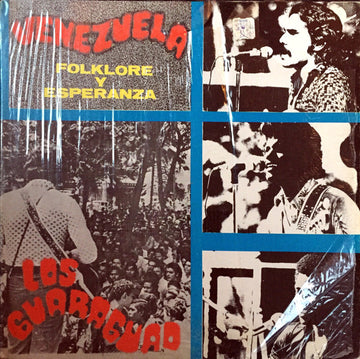 VENEZUELA
FOLKLORE
Y
ESPERANZA
LOS
GUARAGUAO